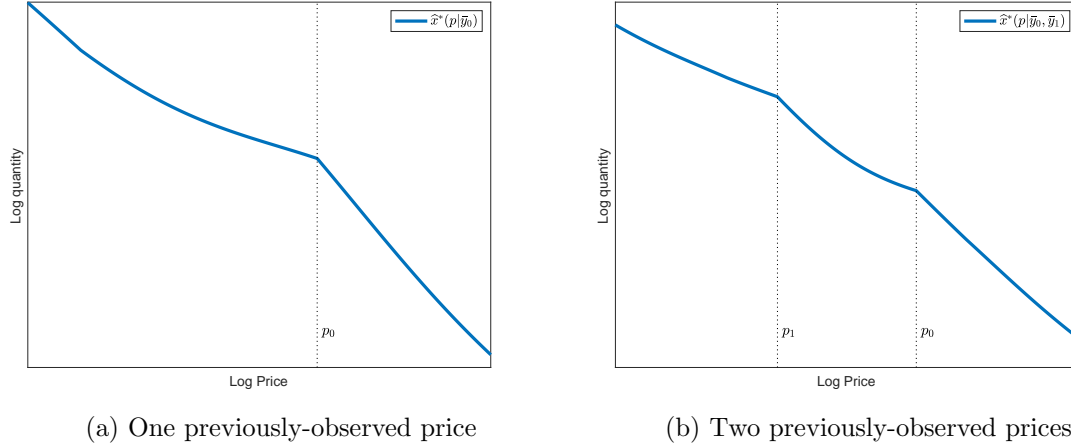 x̂*(p|ȳ₀)
Log quantity
p₀
Log Price
(a) One previously-observed price
x̂*(p|ȳ₀, ȳ₁)
Log quantity
p₁
p₀
Log Price
(b) Two previously-observed prices